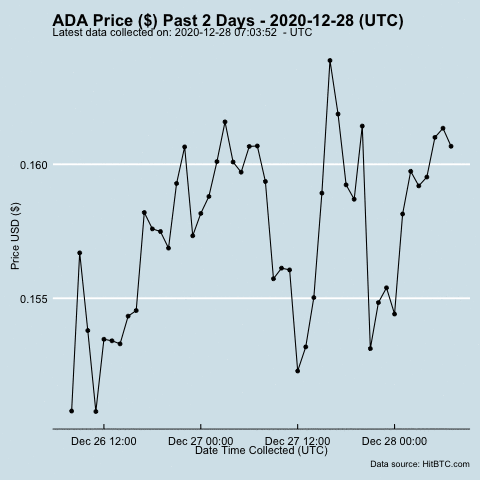 ADA Price ($) Past 2 Days - 2020-12-28 (UTC)
Latest data collected on: 2020-12-28 07:03:52 - UTC
0.160
Price USD ($)
0.155
Dec 26 12:00 Dec 27 00:00 Dec 27 12:00 Dec 28 00:00
Date Time Collected (UTC)
Data source: HitBTC.com